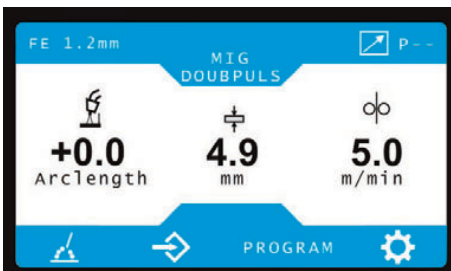 FE 1.2mm
MIG
DOUBPULS
P--
+0.0
4.9
5.0
Arclength
mm
m/min
PROGRAM